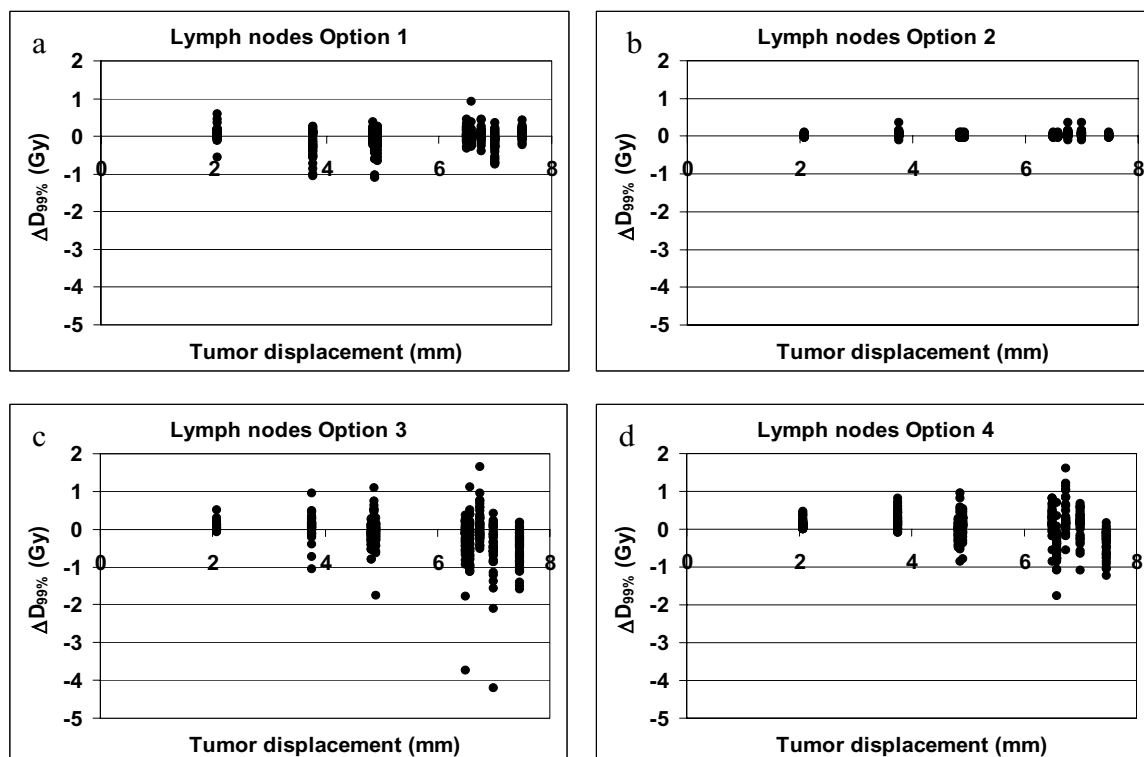 a
Lymph nodes Option 1
2
1
0
-1
-2
-3
-4
-5
0 2 4 6 8
ΔD99% (Gy)
Tumor displacement (mm)
b
Lymph nodes Option 2
2
1
0
-1
-2
-3
-4
-5
0 2 4 6 8
ΔD99% (Gy)
Tumor displacement (mm)
c
Lymph nodes Option 3
2
1
0
-1
-2
-3
-4
-5
0 2 4 6 8
ΔD99% (Gy)
Tumor displacement (mm)
d
Lymph nodes Option 4
2
1
0
-1
-2
-3
-4
-5
0 2 4 6 8
ΔD99% (Gy)
Tumor displacement (mm)